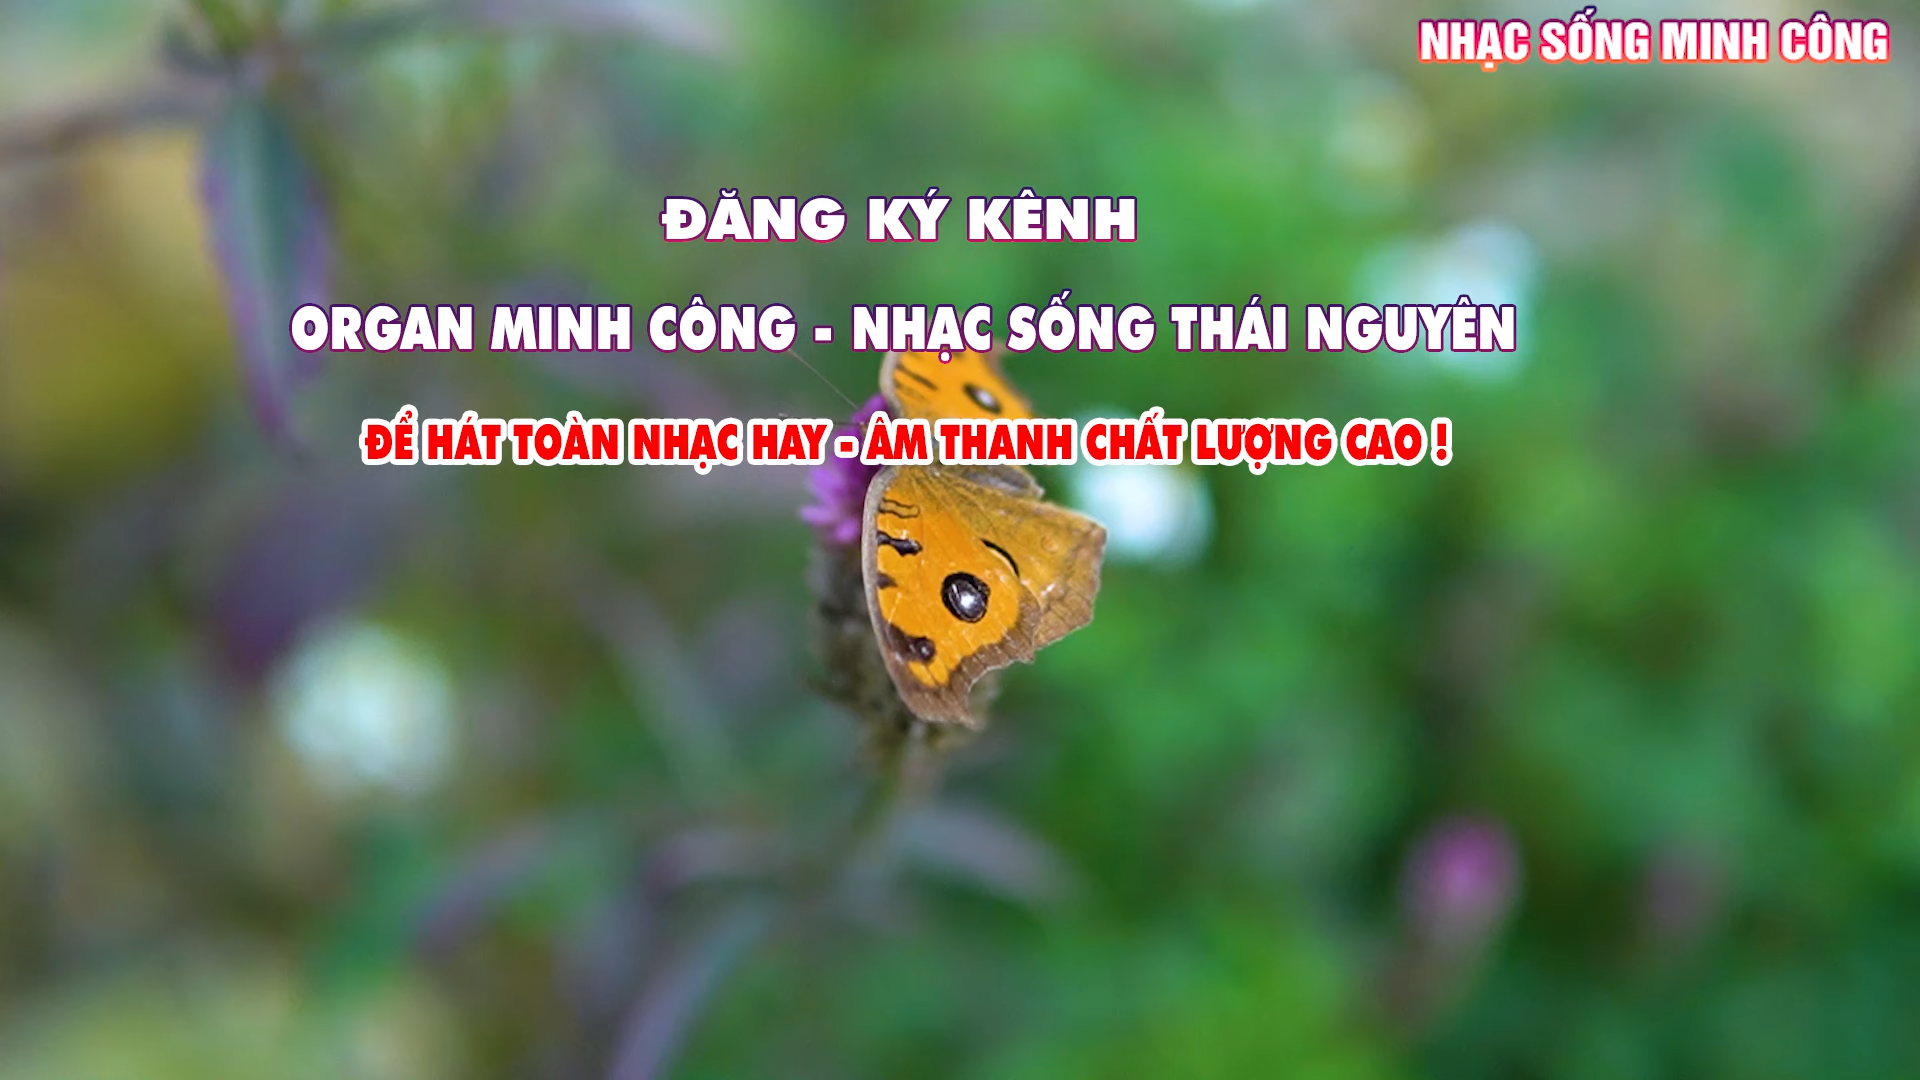 NHẠC SỐNG MINH CÔNG
ĐĂNG KÝ KÊNH
ORGAN MINH CÔNG - NHẠC SỐNG THÁI NGUYÊN
ĐỂ HÁT TOÀN NHẠC HAY - ÂM THANH CHẤT LƯỢNG CAO !